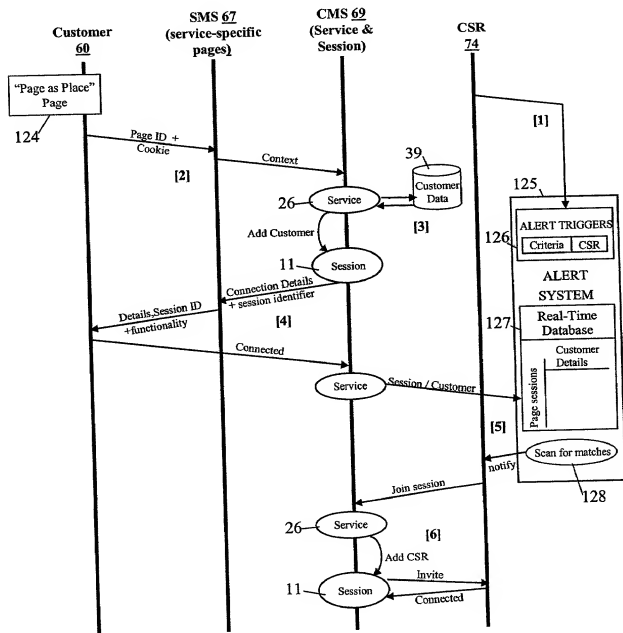 Customer
60
SMS 67
(service-specific
pages)
CMS 69
(Service &
Session)
CSR
74
"Page as Place"
Page
124
Page ID +
Cookie
[2]
Context
[1]
39
Customer
Data
26
Service
[3]
Add Customer
11
Session
Connection Details
+ session identifier
Details,Session ID
+functionality
[4]
Connected
Service
Session / Customer
[5]
125
126
ALERT TRIGGERS
Criteria
CSR
ALERT
SYSTEM
127
Real-Time
Database
Customer
Details
Page sessions
Scan for matches
notify
128
Join session
26
Service
[6]
Add CSR
11
Session
Invite
Connected